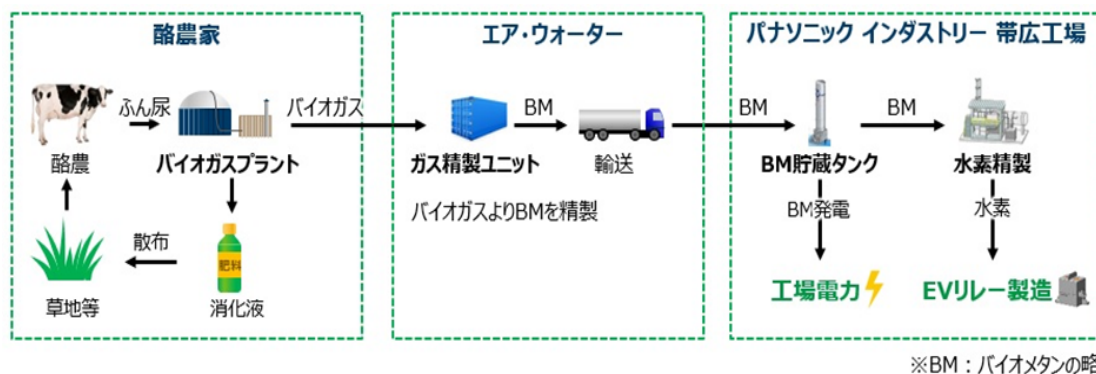 酪農家
ふん尿
バイオガス
酪農
バイオガスプラント
散布
肥料
草地等
消化液
エア・ウォーター
BM
ガス精製ユニット
輸送
バイオガスよりBMを精製
パナソニック インダストリー 帯広工場
BM
BM
BM貯蔵タンク
水素精製
BM発電
水素
工場電力
EVリレー製造
※BM：バイオメタンの略